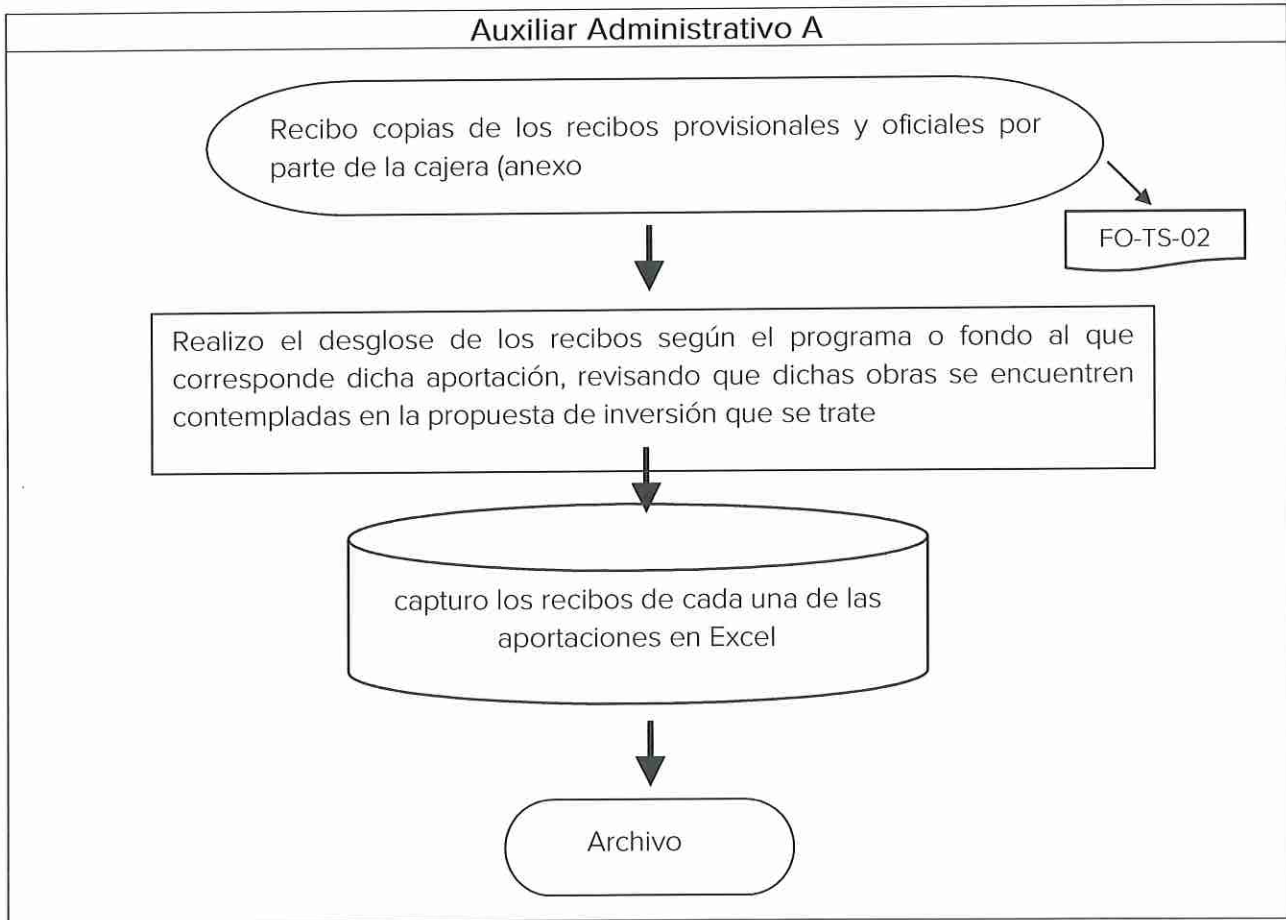 Auxiliar Administrativo A
Recibo copias de los recibos provisionales y oficiales por
parte de la cajera (anexo
FO-TS-02
Realizo el desglose de los recibos según el programa o fondo al que
corresponde dicha aportación, revisando que dichas obras se encuentren
contempladas en la propuesta de inversión que se trate
capturo los recibos de cada una de las
aportaciones en Excel
Archivo